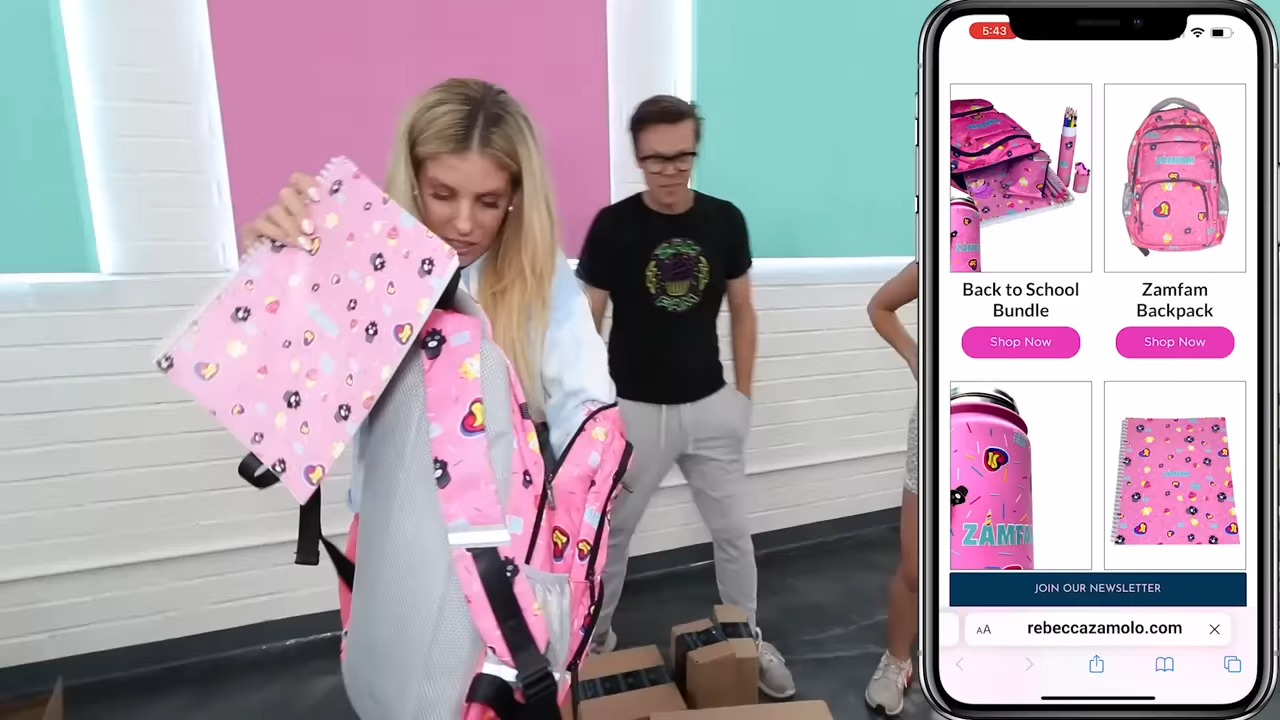 5:43
ZAMFAM
Back to School
Bundle
Shop Now
Zamfam
Backpack
Shop Now
ZAMFA
JOIN OUR NEWSLETTER
AA
rebeccazamolo.com